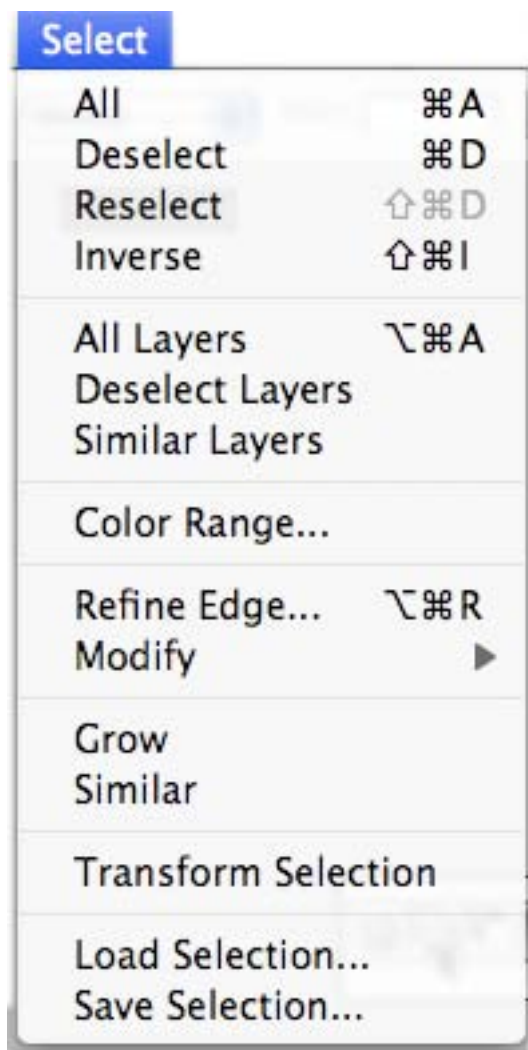 Select
All ⌘A
Deselect ⌘D
Reselect ⇧⌘D
Inverse ⇧⌘I
All Layers ⌥⌘A
Deselect Layers
Similar Layers
Color Range...
Refine Edge... ⌥⌘R
Modify ▶
Grow
Similar
Transform Selection
Load Selection...
Save Selection...